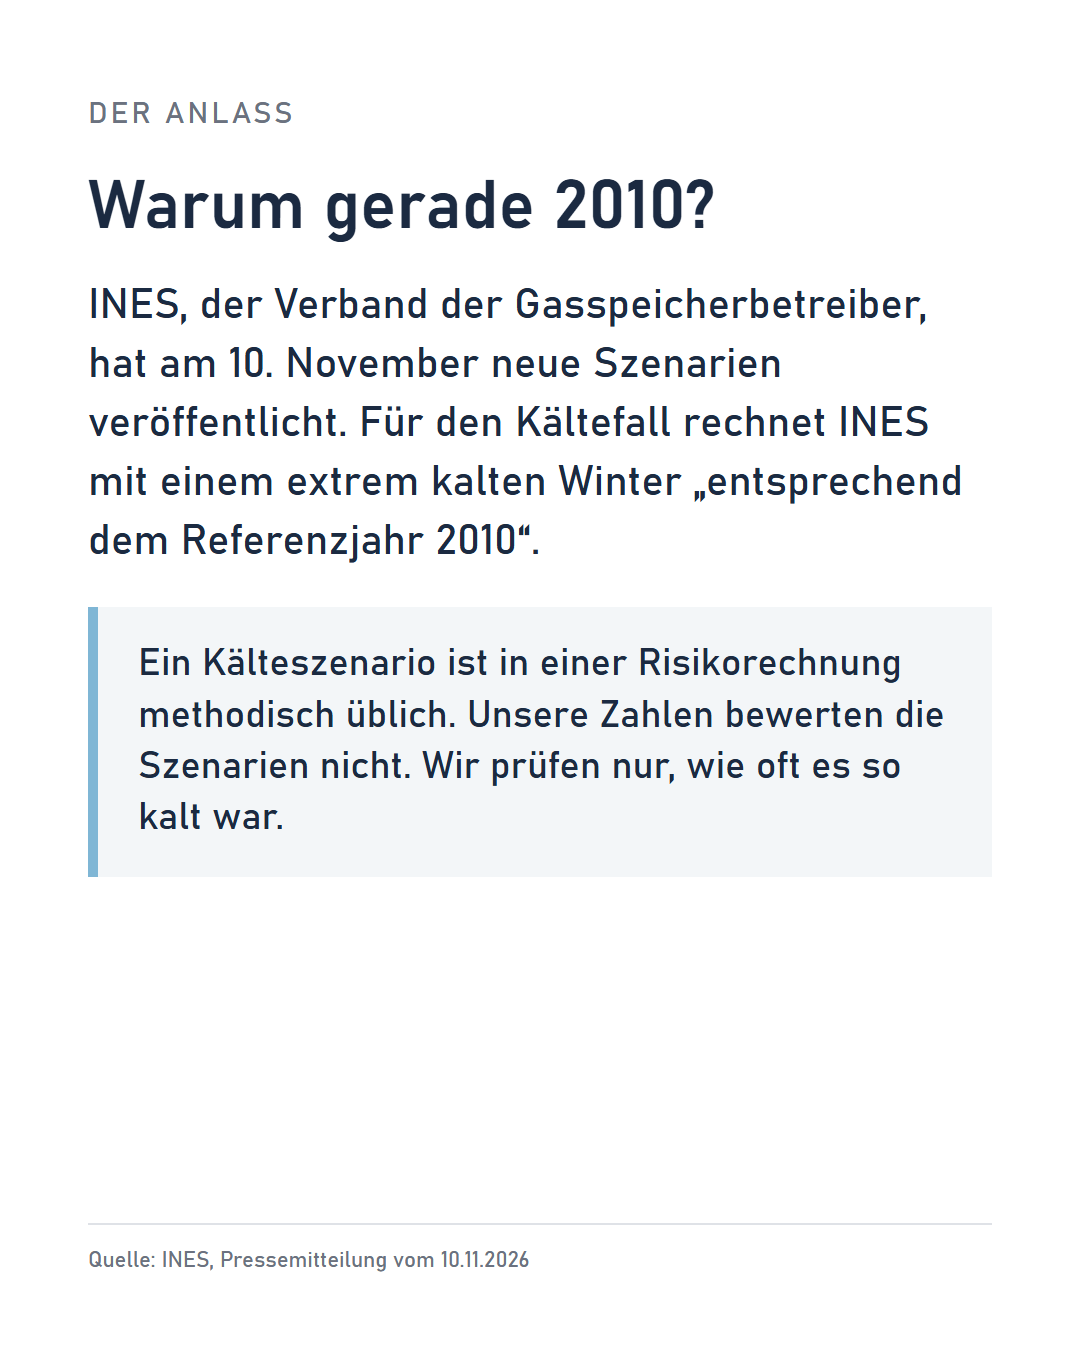 DER ANLASS
Warum gerade 2010?
INES, der Verband der Gasspeicherbetreiber,
hat am 10. November neue Szenarien
veröffentlicht. Für den Kältefall rechnet INES
mit einem extrem kalten Winter „entsprechend
dem Referenzjahr 2010“.
Ein Kälteszenario ist in einer Risikorechnung
methodisch üblich. Unsere Zahlen bewerten die
Szenarien nicht. Wir prüfen nur, wie oft es so
kalt war.
Quelle: INES, Pressemitteilung vom 10.11.2026